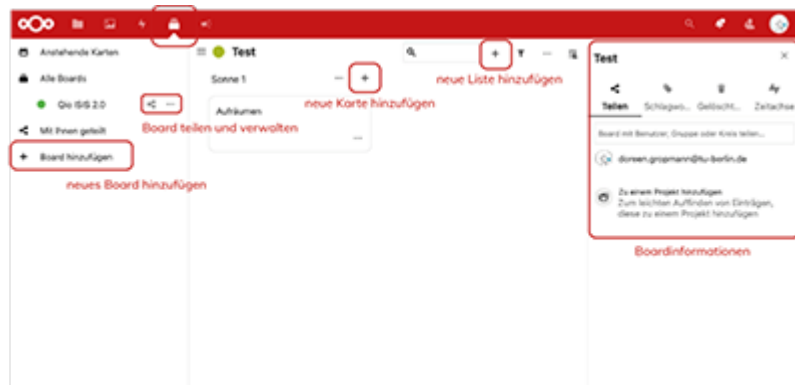 Anstehende Karten
Alle Boards
Qio ISIS 2.0
Mit Ihnen geteilt
Board hinzufügen
Board teilen und verwalten
neues Board hinzufügen
Test
Sonne 1
neue Karte hinzufügen
neue Liste hinzufügen
Aufräumen
Test
Teilen
Schlagwo...
Gelöscht...
Zeitachse
Board mit Benutzer, Gruppe oder Kreis teilen...
doreen.gropmann@tu-berlin.de
Zu einem Projekt hinzufügen
Zum leichten Auffinden von Einträgen,
diese zu einem Projekt hinzufügen
Boardinformationen